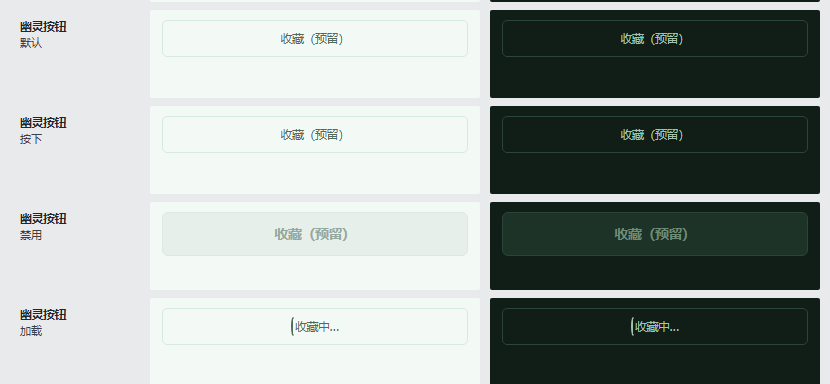 幽灵按钮
默认
收藏（预留）
收藏（预留）
幽灵按钮
按下
收藏（预留）
收藏（预留）
幽灵按钮
禁用
收藏（预留）
收藏（预留）
幽灵按钮
加载
收藏中...
收藏中...